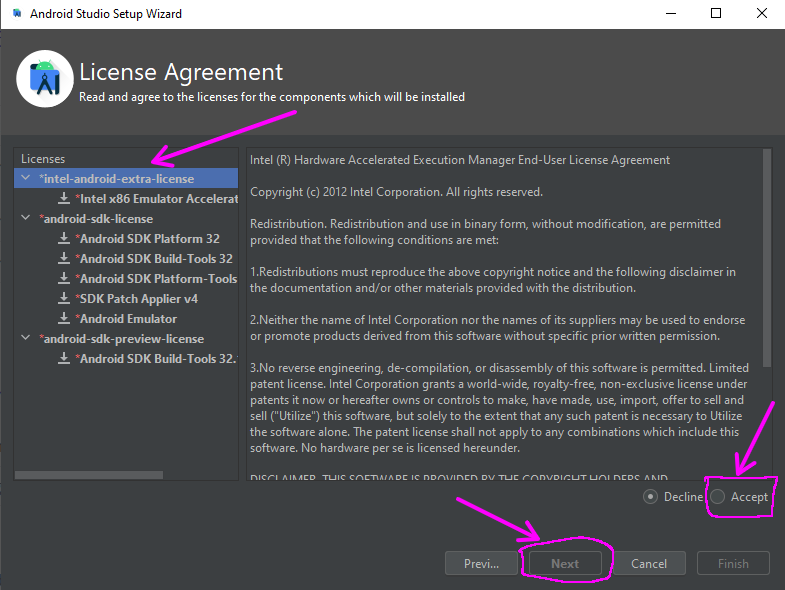 Android Studio Setup Wizard
License Agreement
Read and agree to the licenses for the components which will be installed
Licenses
*intel-android-extra-license
*Intel x86 Emulator Accelerat
*android-sdk-license
*Android SDK Platform 32
*Android SDK Build-Tools 32
*Android SDK Platform-Tools
*SDK Patch Applier v4
*Android Emulator
*android-sdk-preview-license
*Android SDK Build-Tools 32.
Intel (R) Hardware Accelerated Execution Manager End-User License Agreement
Copyright (c) 2012 Intel Corporation. All rights reserved.
Redistribution. Redistribution and use in binary form, without modification, are permitted
provided that the following conditions are met:
1.Redistributions must reproduce the above copyright notice and the following disclaimer in
the documentation and/or other materials provided with the distribution.
2.Neither the name of Intel Corporation nor the names of its suppliers may be used to endorse
or promote products derived from this software without specific prior written permission.
3.No reverse engineering, de-compilation, or disassembly of this software is permitted. Limited
patent license. Intel Corporation grants a world-wide, royalty-free, non-exclusive license under
patents it now or hereafter owns or controls to make, have made, use, import, offer to sell and
sell ("Utilize") this software, but solely to the extent that any such patent is necessary to Utilize
the software alone. The patent license shall not apply to any combinations which include this
software. No hardware per se is licensed hereunder.
DISCLAIMER. THIS SOFTWARE IS PROVIDED BY THE COPYRIGHT HOLDERS AND
Decline Accept
Previ... Next Cancel Finish